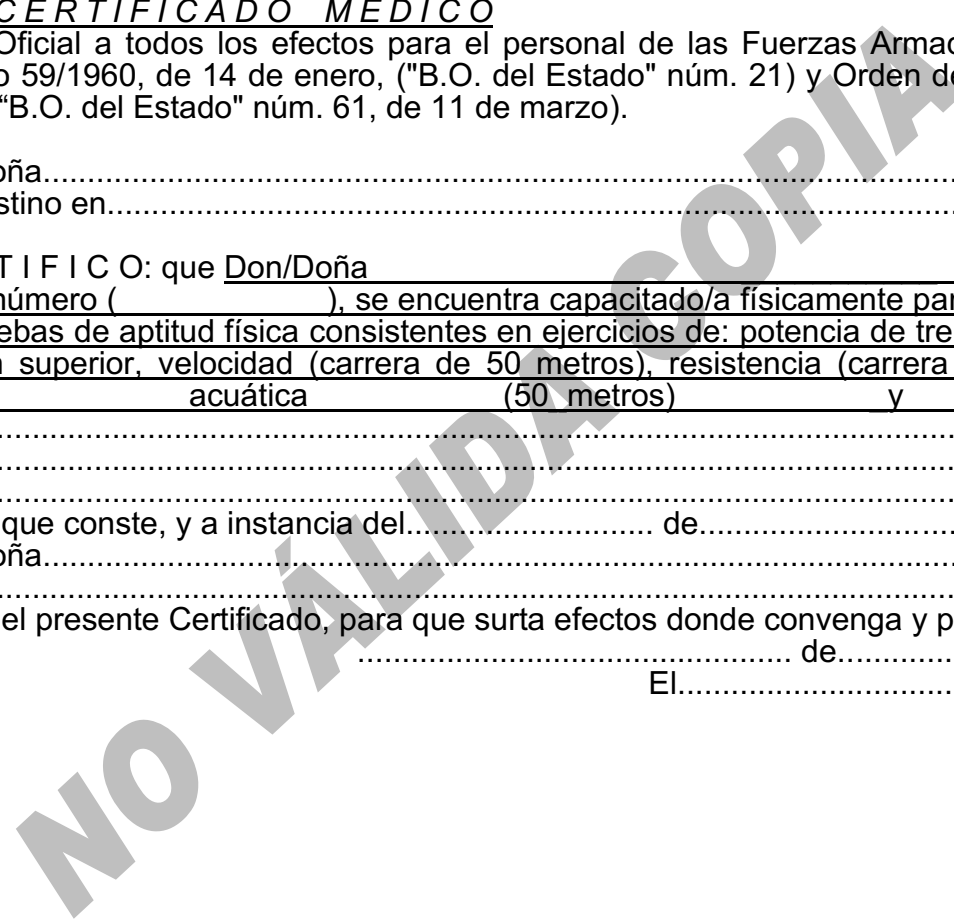 CERTIFICADO MEDICO
Oficial a todos los efectos para el personal de las Fuerzas Armad
o 59/1960, de 14 de enero, ("B.O. del Estado" núm. 21) y Orden de
“B.O. del Estado" núm. 61, de 11 de marzo).
oña.......................................................................................................
stino en................................................................................................
T I F I C O: que Don/Doña
número ( ), se encuentra capacitado/a físicamente par
ebas de aptitud física consistentes en ejercicios de: potencia de tre
n superior, velocidad (carrera de 50 metros), resistencia (carrera
acuática (50 metros) y
............................................................................................................
............................................................................................................
............................................................................................................
que conste, y a instancia del............................ de.............................
oña.......................................................................................................
............................................................................................................
el presente Certificado, para que surta efectos donde convenga y p
................................................. de.............
El...............................
NO VÁLIDA COPIA